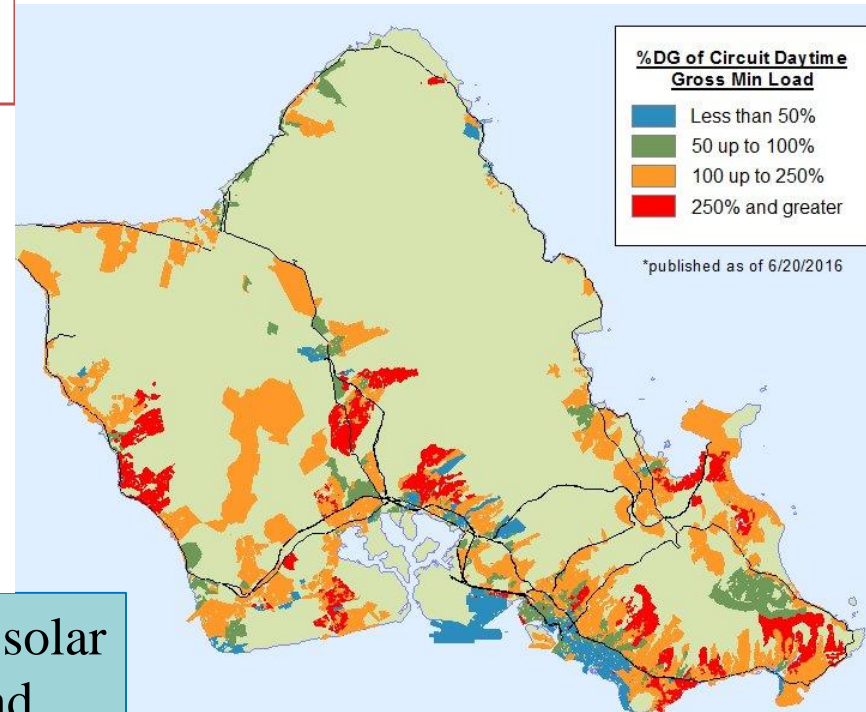 %DG of Circuit Daytime
Gross Min Load
Less than 50%
50 up to 100%
100 up to 250%
250% and greater
*published as of 6/20/2016
solar